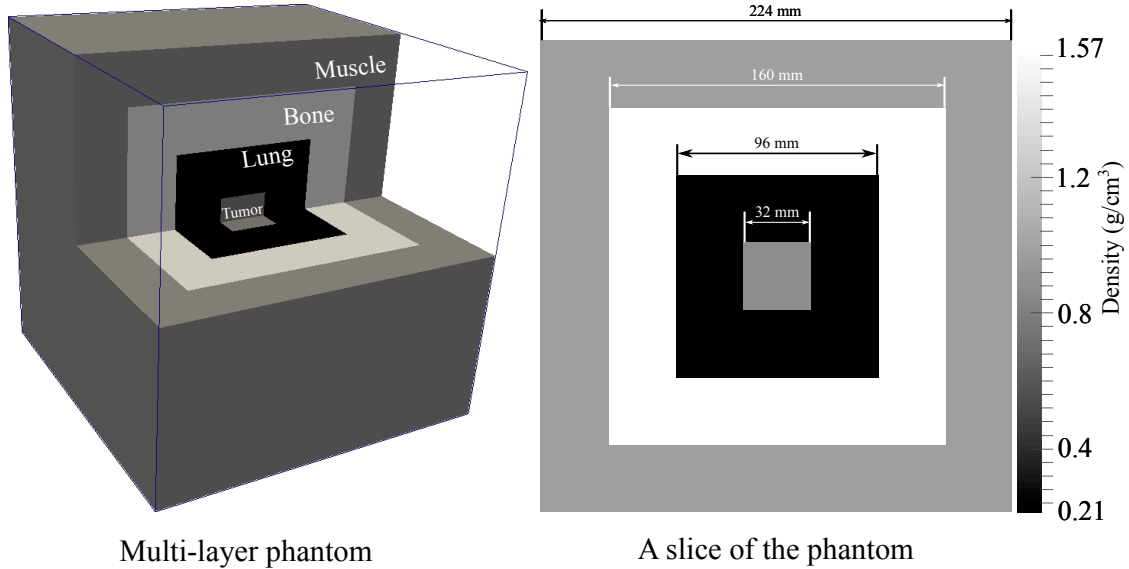 Muscle
Bone
Lung
Tumor
Multi-layer phantom
224 mm
160 mm
96 mm
32 mm
A slice of the phantom
1.57
1.2
0.8
0.4
0.21
Density (g/cm³)